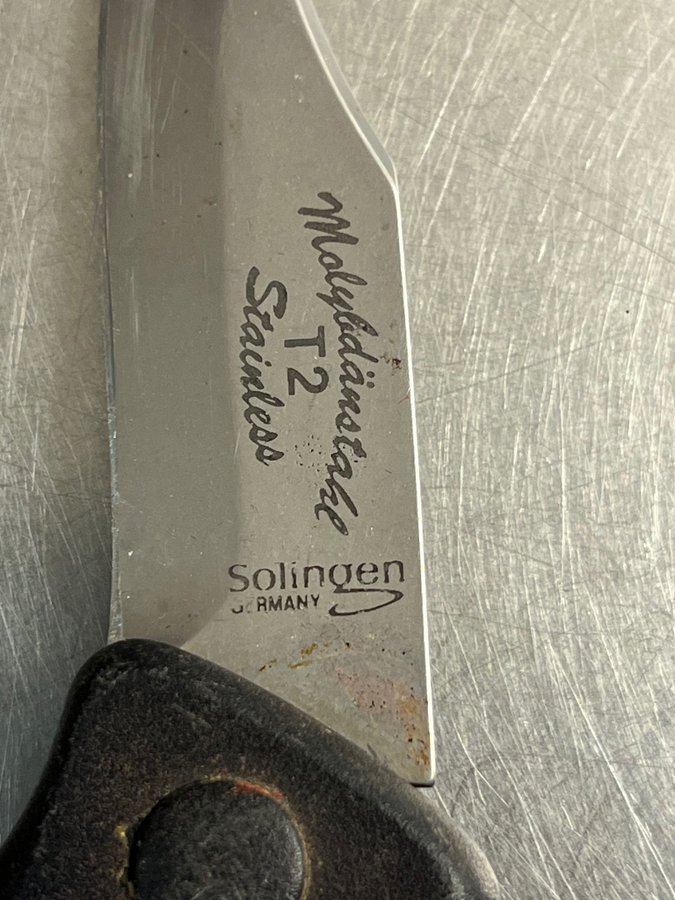 Molybdänstahl
T2
Stainless
Solingen
GERMANY